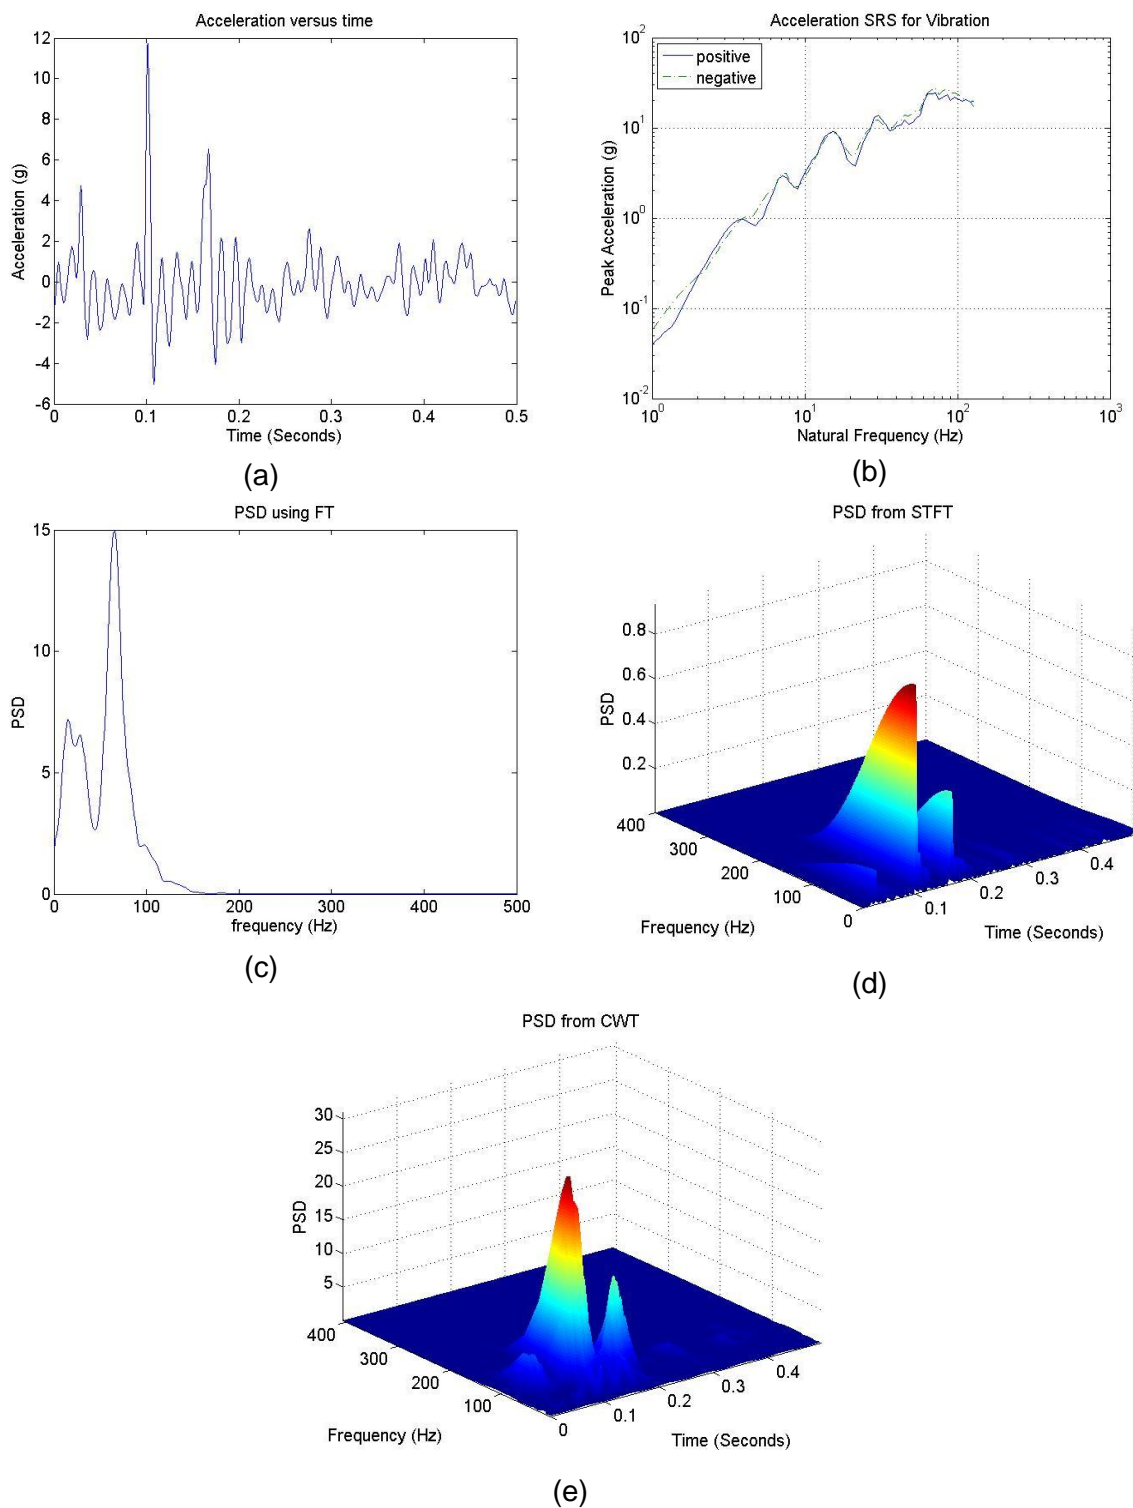 Acceleration versus time
12
10
8
6
4
2
0
-2
-4
-6
Acceleration (g)
0 0.1 0.2 0.3 0.4 0.5
Time (Seconds)
(a)
Acceleration SRS for Vibration
positive
negative
10^2
10^1
10^0
10^-1
10^-2
Peak Acceleration (g)
10^0 10^1 10^2 10^3
Natural Frequency (Hz)
(b)
PSD using FT
15
10
5
0
PSD
0 100 200 300 400 500
frequency (Hz)
(c)
PSD from STFT
0.8
0.6
0.4
0.2
PSD
400 300 200 100 0
Frequency (Hz)
0.1 0.2 0.3 0.4
Time (Seconds)
(d)
PSD from CWT
30
25
20
15
10
5
PSD
400 300 200 100
Frequency (Hz)
0 0.1 0.2 0.3 0.4
Time (Seconds)
(e)